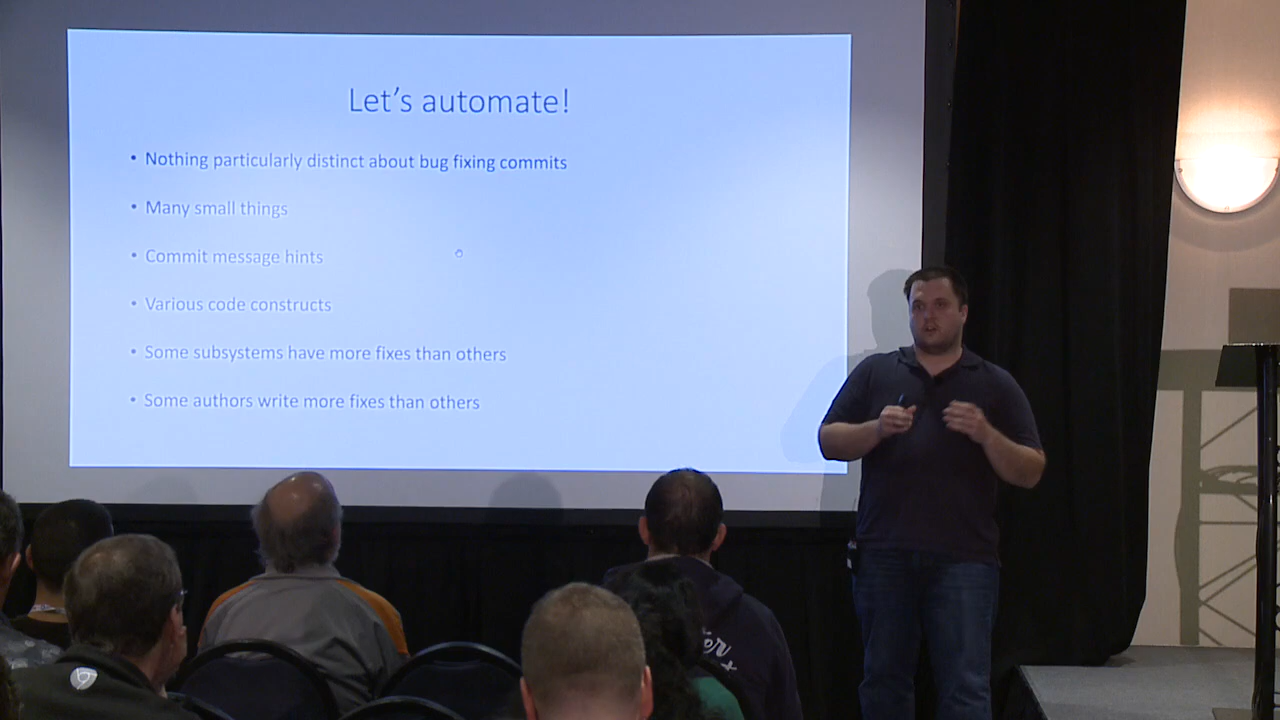 Let's automate!
• Nothing particularly distinct about bug fixing commits
• Many small things
• Commit message hints
• Various code constructs
• Some subsystems have more fixes than others
• Some authors write more fixes than others